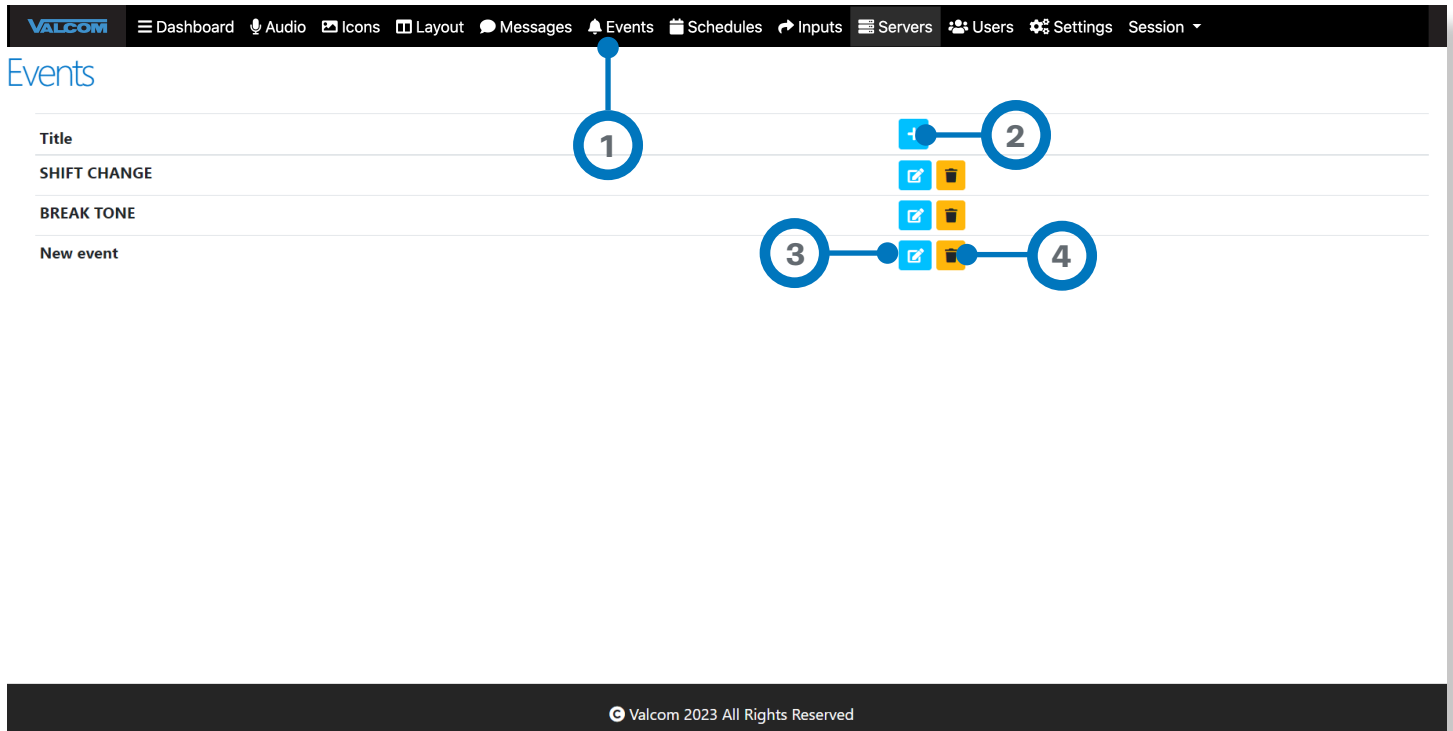 VALCOM Dashboard Audio Icons Layout Messages Events Schedules Inputs Servers Users Settings Session
Events
Title
1
2
SHIFT CHANGE
BREAK TONE
New event
3
4
C Valcom 2023 All Rights Reserved